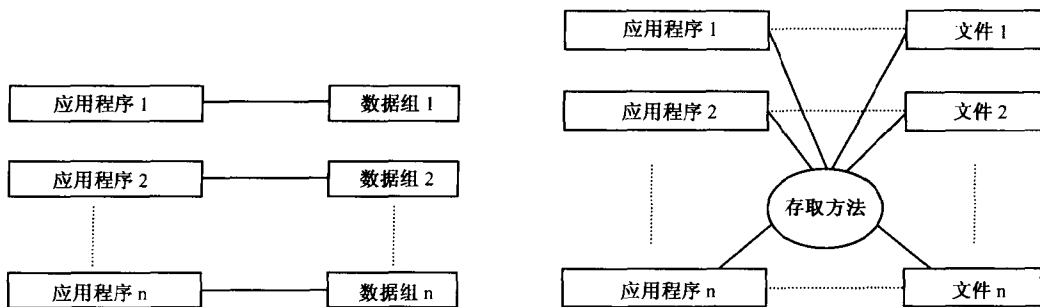 应用程序 1
数据组 1
应用程序 2
数据组 2
应用程序 n
数据组 n
应用程序 1
文件 1
应用程序 2
文件 2
存取方法
应用程序 n
文件 n